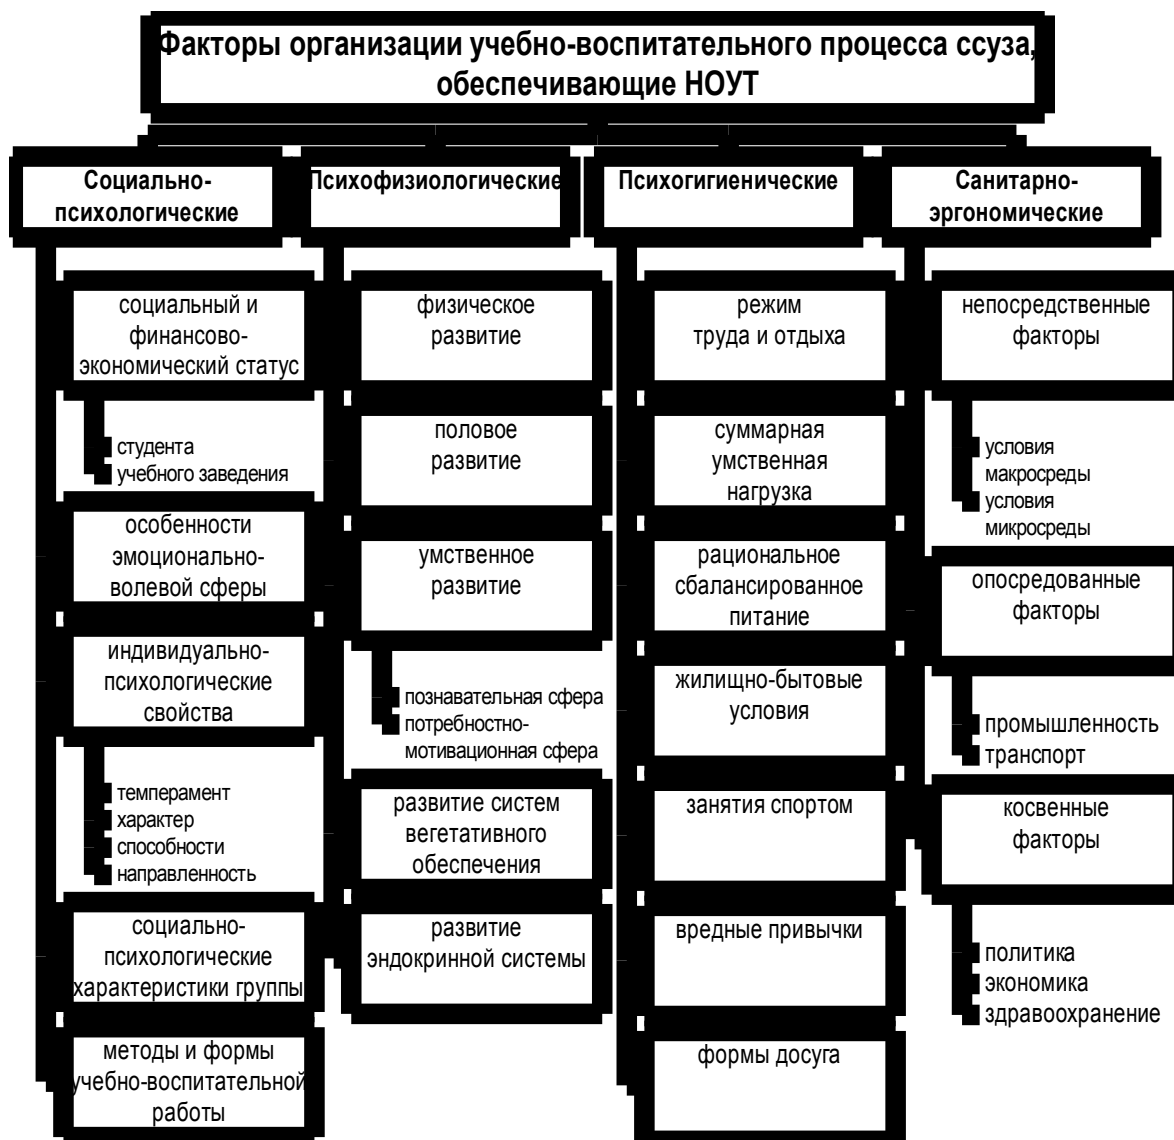 Факторы организации учебно-воспитательного процесса ссуза,
обеспечивающие НОУТ
Социально-
психологические
социальный и
финансово-
экономический статус
студента
учебного заведения
особенности
эмоционально-
волевой сферы
индивидуально-
психологические
свойства
темперамент
характер
способности
направленность
социально-
психологические
характеристики группы
методы и формы
учебно-воспитательной
работы
Психофизиологические
физическое
развитие
половое
развитие
умственное
развитие
познавательная сфера
потребностно-
мотивационная сфера
развитие систем
вегетативного
обеспечения
развитие
эндокринной системы
Психогигиенические
режим
труда и отдыха
суммарная
умственная
нагрузка
рациональное
сбалансированное
питание
жилищно-бытовые
условия
занятия спортом
вредные привычки
формы досуга
Санитарно-
эргономические
непосредственные
факторы
условия
макросреды
условия
микросреды
опосредованные
факторы
промышленность
транспорт
косвенные
факторы
политика
экономика
здравоохранение